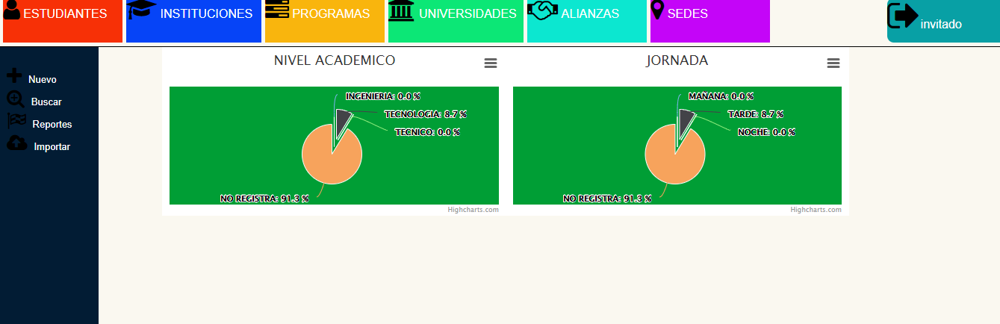 ESTUDIANTES
INSTITUCIONES
PROGRAMAS
UNIVERSIDADES
ALIANZAS
SEDES
invitado
Nuevo
Buscar
Reportes
Importar
NIVEL ACADEMICO
INGENIERIA: 0.0 %
TECNOLOGIA: 8.7 %
TECNICO: 0.0 %
NO REGISTRA: 91.3 %
Highcharts.com
JORNADA
MAÑANA: 0.0 %
TARDE: 8.7 %
NOCHE: 0.0 %
NO REGISTRA: 91.3 %
Highcharts.com